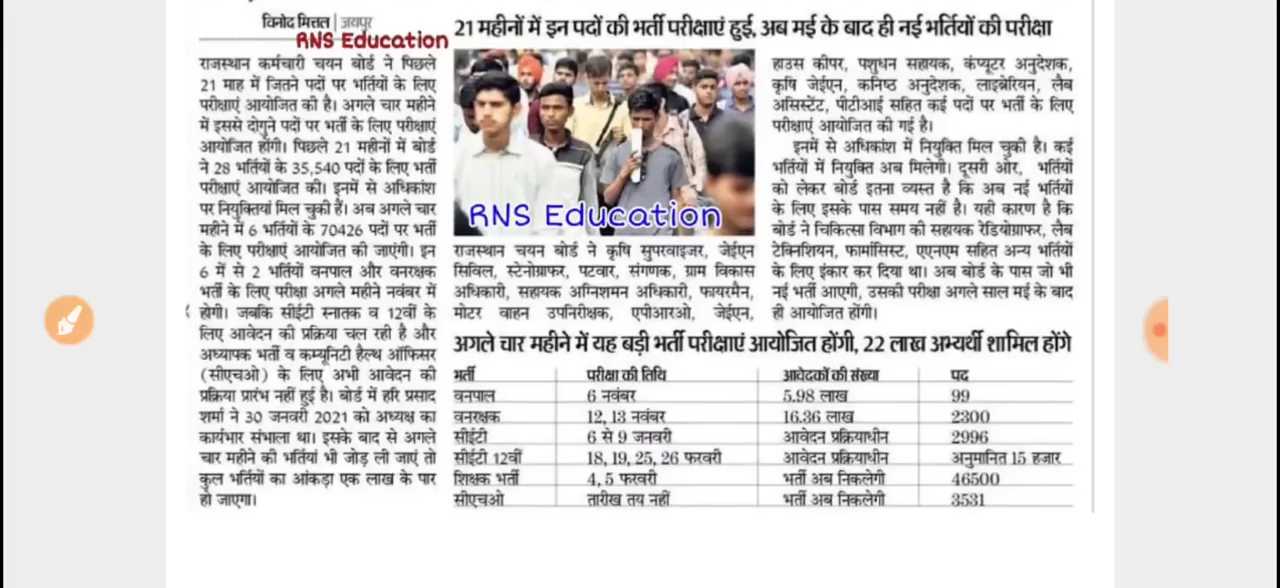 विनोद मित्तल | जयपुर
RNS Education
21 महीनों में इन पदों की भर्ती परीक्षाएं हुई, अब मई के बाद ही नई भर्तियों की परीक्षा
राजस्थान कर्मचारी चयन बोर्ड ने पिछले
21 माह में जितने पदों पर भर्तियों के लिए
परीक्षाएं आयोजित की है। अगले चार महीने
में इससे दोगुने पदों पर भर्ती के लिए परीक्षाएं
आयोजित होंगी। पिछले 21 महीनों में बोर्ड
ने 28 भर्तियों के 35,540 पदों के लिए भर्ती
परीक्षाएं आयोजित की। इनमें से अधिकांश
पर नियुक्तियां मिल चुकी हैं। अब अगले चार
महीने में 6 भर्तियों के 70426 पदों पर भर्ती
के लिए परीक्षाएं आयोजित की जाएंगी। इन
6 में से 2 भर्तियों वनपाल और वनरक्षक
भर्ती के लिए परीक्षा अगले महीने नवंबर में
होगी। जबकि सीईटी स्नातक व 12वीं के
लिए आवेदन की प्रक्रिया चल रही है और
अध्यापक भर्ती व कम्युनिटी हैल्थ ऑफिसर
(सीएचओ) के लिए अभी आवेदन की
प्रक्रिया प्रारंभ नहीं हुई है। बोर्ड में हरि प्रसाद
शर्मा ने 30 जनवरी 2021 को अध्यक्ष का
कार्यभार संभाला था। इसके बाद से अगले
चार महीने की भर्तियां भी जोड़ ली जाएं तो
कुल भर्तियों का आंकड़ा एक लाख के पार
हो जाएगा।
RNS Education
राजस्थान चयन बोर्ड ने कृषि सुपरवाइजर, जेईएन
सिविल, स्टेनोग्राफर, पटवार, संगणक, ग्राम विकास
अधिकारी, सहायक अग्निशमन अधिकारी, फायरमैन,
मोटर वाहन उपनिरीक्षक, एपीआरओ, जेईएन,
हाउस कीपर, पशुधन सहायक, कंप्यूटर अनुदेशक,
कृषि जेईएन, कनिष्ठ अनुदेशक, लाइब्रेरियन, लैब
असिस्टेंट, पीटीआई सहित कई पदों पर भर्ती के लिए
परीक्षाएं आयोजित की गई है।
इनमें से अधिकांश में नियुक्ति मिल चुकी है। कई
भर्तियों में नियुक्ति अब मिलेगी। दूसरी ओर, भर्तियों
को लेकर बोर्ड इतना व्यस्त है कि अब नई भर्तियों
के लिए इसके पास समय नहीं है। यही कारण है कि
बोर्ड ने चिकित्सा विभाग की सहायक रेडियोग्राफर, लैब
टेक्निशियन, फार्मासिस्ट, एएनएम सहित अन्य भर्तियों
के लिए इंकार कर दिया था। अब बोर्ड के पास जो भी
नई भर्ती आएगी, उसकी परीक्षा अगले साल मई के बाद
ही आयोजित होंगी।
अगले चार महीने में यह बड़ी भर्ती परीक्षाएं आयोजित होंगी, 22 लाख अभ्यर्थी शामिल होंगे
भर्ती परीक्षा की तिथि आवेदकों की संख्या पद
वनपाल 6 नवंबर 5.98 लाख 99
वनरक्षक 12, 13 नवंबर 16.36 लाख 2300
सीईटी 6 से 9 जनवरी आवेदन प्रक्रियाधीन 2996
सीईटी 12वीं 18, 19, 25, 26 फरवरी आवेदन प्रक्रियाधीन अनुमानित 15 हजार
शिक्षक भर्ती 4, 5 फरवरी भर्ती अब निकलेगी 46500
सीएचओ तारीख तय नहीं भर्ती अब निकलेगी 3531